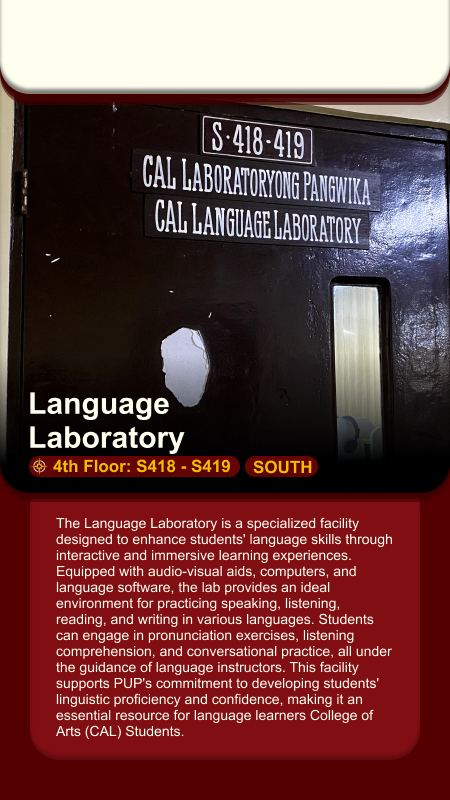 S-418-419
CAL LABORATORYONG PANGWIKA
CAL LANGUAGE LABORATORY
Language
Laboratory
4th Floor: S418 - S419 SOUTH
The Language Laboratory is a specialized facility
designed to enhance students' language skills through
interactive and immersive learning experiences.
Equipped with audio-visual aids, computers, and
language software, the lab provides an ideal
environment for practicing speaking, listening,
reading, and writing in various languages. Students
can engage in pronunciation exercises, listening
comprehension, and conversational practice, all under
the guidance of language instructors. This facility
supports PUP's commitment to developing students'
linguistic proficiency and confidence, making it an
essential resource for language learners College of
Arts (CAL) Students.